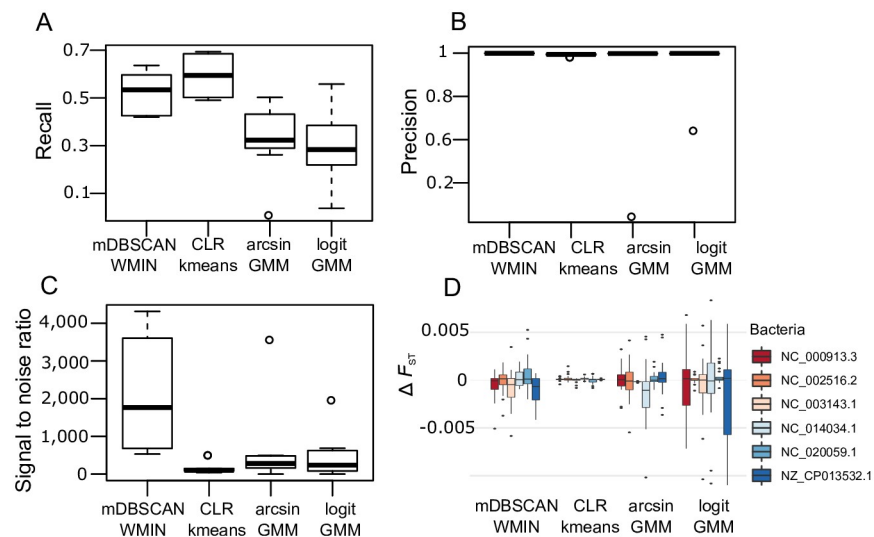 A
Recall
0.7
0.5
0.3
0.1
mDBSCAN CLR arcsin logit
WMIN kmeans GMM GMM
B
Precision
1
0.8
0.6
0.2
mDBSCAN CLR arcsin logit
WMIN kmeans GMM GMM
C
Signal to noise ratio
4,000
3,000
2,000
1,000
0
mDBSCAN CLR arcsin logit
WMIN kmeans GMM GMM
D
Δ FST
0.005
0
-0.005
mDBSCAN CLR arcsin logit
WMIN kmeans GMM GMM
Bacteria
NC_000913.3
NC_002516.2
NC_003143.1
NC_014034.1
NC_020059.1
NZ_CP013532.1